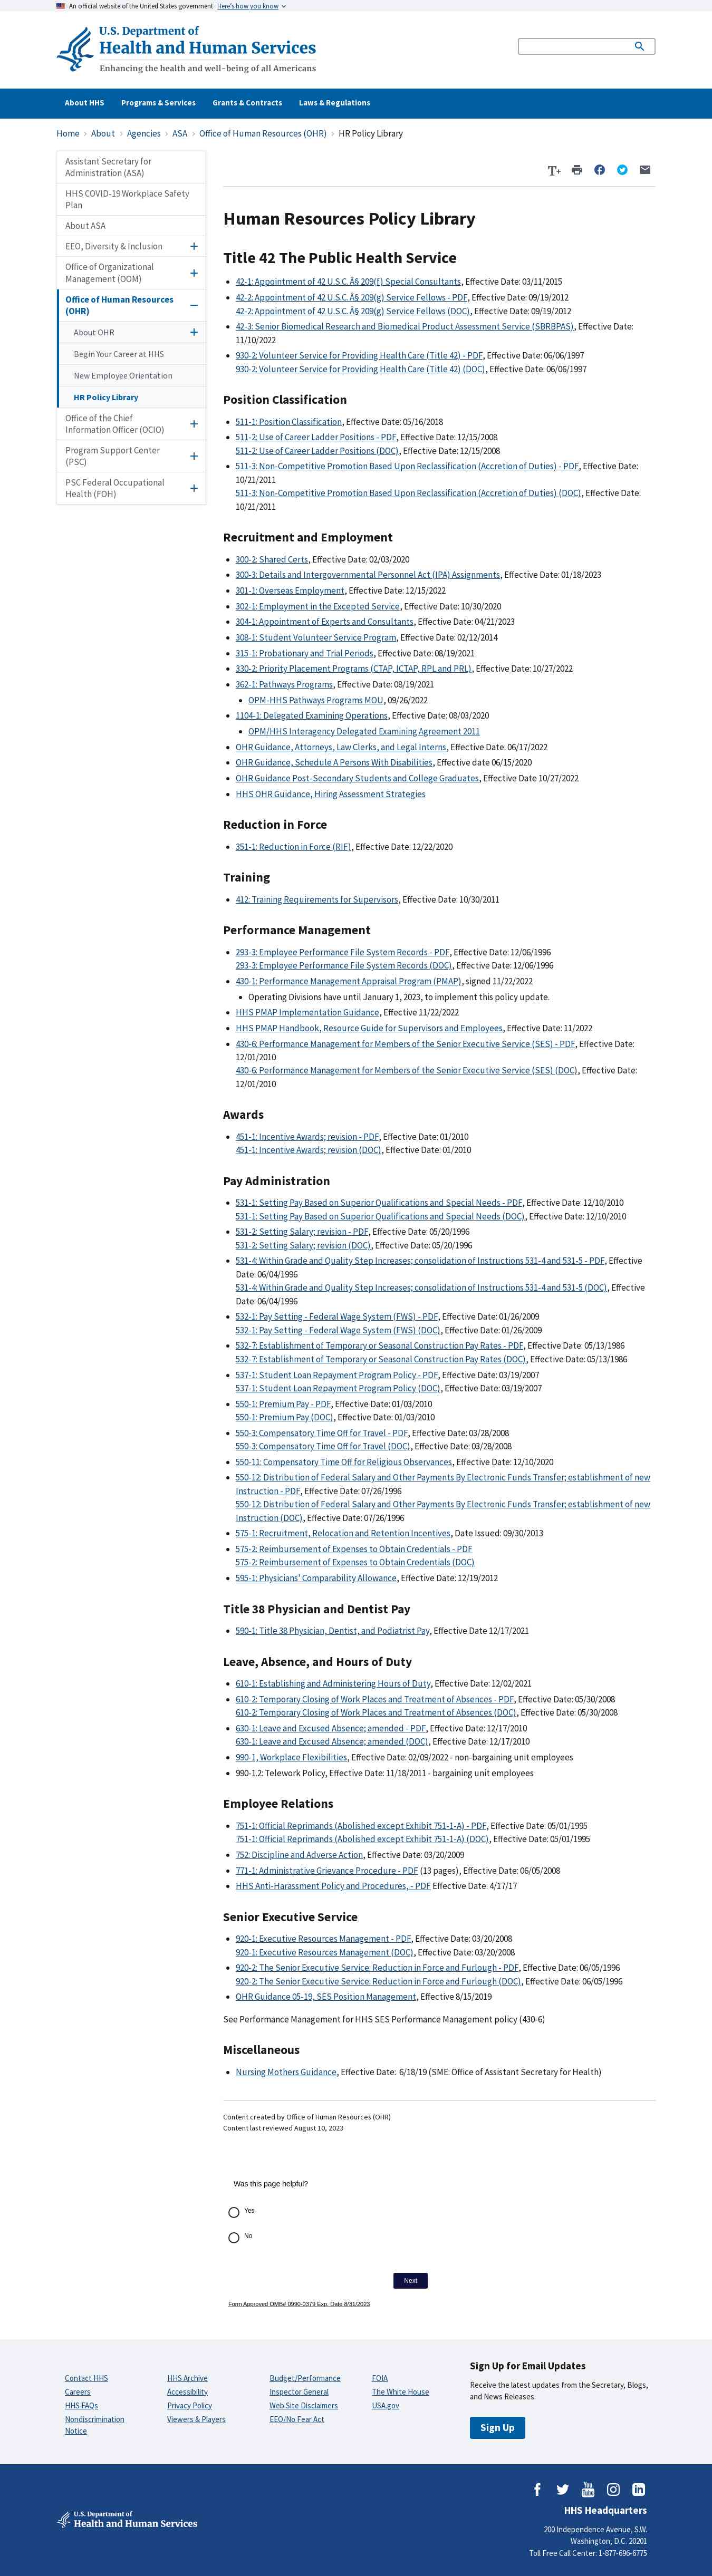 An official website of the United States government Here's how you know
U.S. Department of
Health and Human Services
Enhancing the health and well-being of all Americans
About HHS Programs & Services Grants & Contracts Laws & Regulations
Home › About › Agencies › ASA › Office of Human Resources (OHR) › HR Policy Library
Assistant Secretary for
Administration (ASA)
HHS COVID-19 Workplace Safety
Plan
About ASA
EEO, Diversity & Inclusion
Office of Organizational
Management (OOM)
Office of Human Resources
(OHR)
About OHR
Begin Your Career at HHS
New Employee Orientation
HR Policy Library
Office of the Chief
Information Officer (OCIO)
Program Support Center
(PSC)
PSC Federal Occupational
Health (FOH)
T+
Human Resources Policy Library
Title 42 The Public Health Service
42-1: Appointment of 42 U.S.C. Â§ 209(f) Special Consultants, Effective Date: 03/11/2015
42-2: Appointment of 42 U.S.C. Â§ 209(g) Service Fellows - PDF, Effective Date: 09/19/2012
42-2: Appointment of 42 U.S.C. Â§ 209(g) Service Fellows (DOC), Effective Date: 09/19/2012
42-3: Senior Biomedical Research and Biomedical Product Assessment Service (SBRBPAS), Effective Date:
11/10/2022
930-2: Volunteer Service for Providing Health Care (Title 42) - PDF, Effective Date: 06/06/1997
930-2: Volunteer Service for Providing Health Care (Title 42) (DOC), Effective Date: 06/06/1997
Position Classification
511-1: Position Classification, Effective Date: 05/16/2018
511-2: Use of Career Ladder Positions - PDF, Effective Date: 12/15/2008
511-2: Use of Career Ladder Positions (DOC), Effective Date: 12/15/2008
511-3: Non-Competitive Promotion Based Upon Reclassification (Accretion of Duties) - PDF, Effective Date:
10/21/2011
511-3: Non-Competitive Promotion Based Upon Reclassification (Accretion of Duties) (DOC), Effective Date:
10/21/2011
Recruitment and Employment
300-2: Shared Certs, Effective Date: 02/03/2020
300-3: Details and Intergovernmental Personnel Act (IPA) Assignments, Effective Date: 01/18/2023
301-1: Overseas Employment, Effective Date: 12/15/2022
302-1: Employment in the Excepted Service, Effective Date: 10/30/2020
304-1: Appointment of Experts and Consultants, Effective Date: 04/21/2023
308-1: Student Volunteer Service Program, Effective Date: 02/12/2014
315-1: Probationary and Trial Periods, Effective Date: 08/19/2021
330-2: Priority Placement Programs (CTAP, ICTAP, RPL and PRL), Effective Date: 10/27/2022
362-1: Pathways Programs, Effective Date: 08/19/2021
OPM-HHS Pathways Programs MOU, 09/26/2022
1104-1: Delegated Examining Operations, Effective Date: 08/03/2020
OPM/HHS Interagency Delegated Examining Agreement 2011
OHR Guidance, Attorneys, Law Clerks, and Legal Interns, Effective Date: 06/17/2022
OHR Guidance, Schedule A Persons With Disabilities, Effective date 06/15/2020
OHR Guidance Post-Secondary Students and College Graduates, Effective Date 10/27/2022
HHS OHR Guidance, Hiring Assessment Strategies
Reduction in Force
351-1: Reduction in Force (RIF), Effective Date: 12/22/2020
Training
412: Training Requirements for Supervisors, Effective Date: 10/30/2011
Performance Management
293-3: Employee Performance File System Records - PDF, Effective Date: 12/06/1996
293-3: Employee Performance File System Records (DOC), Effective Date: 12/06/1996
430-1: Performance Management Appraisal Program (PMAP), signed 11/22/2022
Operating Divisions have until January 1, 2023, to implement this policy update.
HHS PMAP Implementation Guidance, Effective 11/22/2022
HHS PMAP Handbook, Resource Guide for Supervisors and Employees, Effective Date: 11/2022
430-6: Performance Management for Members of the Senior Executive Service (SES) - PDF, Effective Date:
12/01/2010
430-6: Performance Management for Members of the Senior Executive Service (SES) (DOC), Effective Date:
12/01/2010
Awards
451-1: Incentive Awards; revision - PDF, Effective Date: 01/2010
451-1: Incentive Awards; revision (DOC), Effective Date: 01/2010
Pay Administration
531-1: Setting Pay Based on Superior Qualifications and Special Needs - PDF, Effective Date: 12/10/2010
531-1: Setting Pay Based on Superior Qualifications and Special Needs (DOC), Effective Date: 12/10/2010
531-2: Setting Salary; revision - PDF, Effective Date: 05/20/1996
531-2: Setting Salary; revision (DOC), Effective Date: 05/20/1996
531-4: Within Grade and Quality Step Increases; consolidation of Instructions 531-4 and 531-5 - PDF, Effective
Date: 06/04/1996
531-4: Within Grade and Quality Step Increases; consolidation of Instructions 531-4 and 531-5 (DOC), Effective
Date: 06/04/1996
532-1: Pay Setting - Federal Wage System (FWS) - PDF, Effective Date: 01/26/2009
532-1: Pay Setting - Federal Wage System (FWS) (DOC), Effective Date: 01/26/2009
532-7: Establishment of Temporary or Seasonal Construction Pay Rates - PDF, Effective Date: 05/13/1986
532-7: Establishment of Temporary or Seasonal Construction Pay Rates (DOC), Effective Date: 05/13/1986
537-1: Student Loan Repayment Program Policy - PDF, Effective Date: 03/19/2007
537-1: Student Loan Repayment Program Policy (DOC), Effective Date: 03/19/2007
550-1: Premium Pay - PDF, Effective Date: 01/03/2010
550-1: Premium Pay (DOC), Effective Date: 01/03/2010
550-3: Compensatory Time Off for Travel - PDF, Effective Date: 03/28/2008
550-3: Compensatory Time Off for Travel (DOC), Effective Date: 03/28/2008
550-11: Compensatory Time Off for Religious Observances, Effective Date: 12/10/2020
550-12: Distribution of Federal Salary and Other Payments By Electronic Funds Transfer; establishment of new
Instruction - PDF, Effective Date: 07/26/1996
550-12: Distribution of Federal Salary and Other Payments By Electronic Funds Transfer; establishment of new
Instruction (DOC), Effective Date: 07/26/1996
575-1: Recruitment, Relocation and Retention Incentives, Date Issued: 09/30/2013
575-2: Reimbursement of Expenses to Obtain Credentials - PDF
575-2: Reimbursement of Expenses to Obtain Credentials (DOC)
595-1: Physicians' Comparability Allowance, Effective Date: 12/19/2012
Title 38 Physician and Dentist Pay
590-1: Title 38 Physician, Dentist, and Podiatrist Pay, Effective Date 12/17/2021
Leave, Absence, and Hours of Duty
610-1: Establishing and Administering Hours of Duty, Effective Date: 12/02/2021
610-2: Temporary Closing of Work Places and Treatment of Absences - PDF, Effective Date: 05/30/2008
610-2: Temporary Closing of Work Places and Treatment of Absences (DOC), Effective Date: 05/30/2008
630-1: Leave and Excused Absence; amended - PDF, Effective Date: 12/17/2010
630-1: Leave and Excused Absence; amended (DOC), Effective Date: 12/17/2010
990-1, Workplace Flexibilities, Effective Date: 02/09/2022 - non-bargaining unit employees
990-1.2: Telework Policy, Effective Date: 11/18/2011 - bargaining unit employees
Employee Relations
751-1: Official Reprimands (Abolished except Exhibit 751-1-A) - PDF, Effective Date: 05/01/1995
751-1: Official Reprimands (Abolished except Exhibit 751-1-A) (DOC), Effective Date: 05/01/1995
752: Discipline and Adverse Action, Effective Date: 03/20/2009
771-1: Administrative Grievance Procedure - PDF (13 pages), Effective Date: 06/05/2008
HHS Anti-Harassment Policy and Procedures, - PDF Effective Date: 4/17/17
Senior Executive Service
920-1: Executive Resources Management - PDF, Effective Date: 03/20/2008
920-1: Executive Resources Management (DOC), Effective Date: 03/20/2008
920-2: The Senior Executive Service: Reduction in Force and Furlough - PDF, Effective Date: 06/05/1996
920-2: The Senior Executive Service: Reduction in Force and Furlough (DOC), Effective Date: 06/05/1996
OHR Guidance 05-19, SES Position Management, Effective 8/15/2019
See Performance Management for HHS SES Performance Management policy (430-6)
Miscellaneous
Nursing Mothers Guidance, Effective Date: 6/18/19 (SME: Office of Assistant Secretary for Health)
Content created by Office of Human Resources (OHR)
Content last reviewed August 10, 2023
Was this page helpful?
Yes
No
Next
Form Approved OMB# 0990-0379 Exp. Date 8/31/2023
Contact HHS
Careers
HHS FAQs
Nondiscrimination
Notice
HHS Archive
Accessibility
Privacy Policy
Viewers & Players
Budget/Performance
Inspector General
Web Site Disclaimers
EEO/No Fear Act
FOIA
The White House
USA.gov
Sign Up for Email Updates
Receive the latest updates from the Secretary, Blogs,
and News Releases.
Sign Up
You
Tube
U.S. Department of
Health and Human Services
HHS Headquarters
200 Independence Avenue, S.W.
Washington, D.C. 20201
Toll Free Call Center: 1-877-696-6775